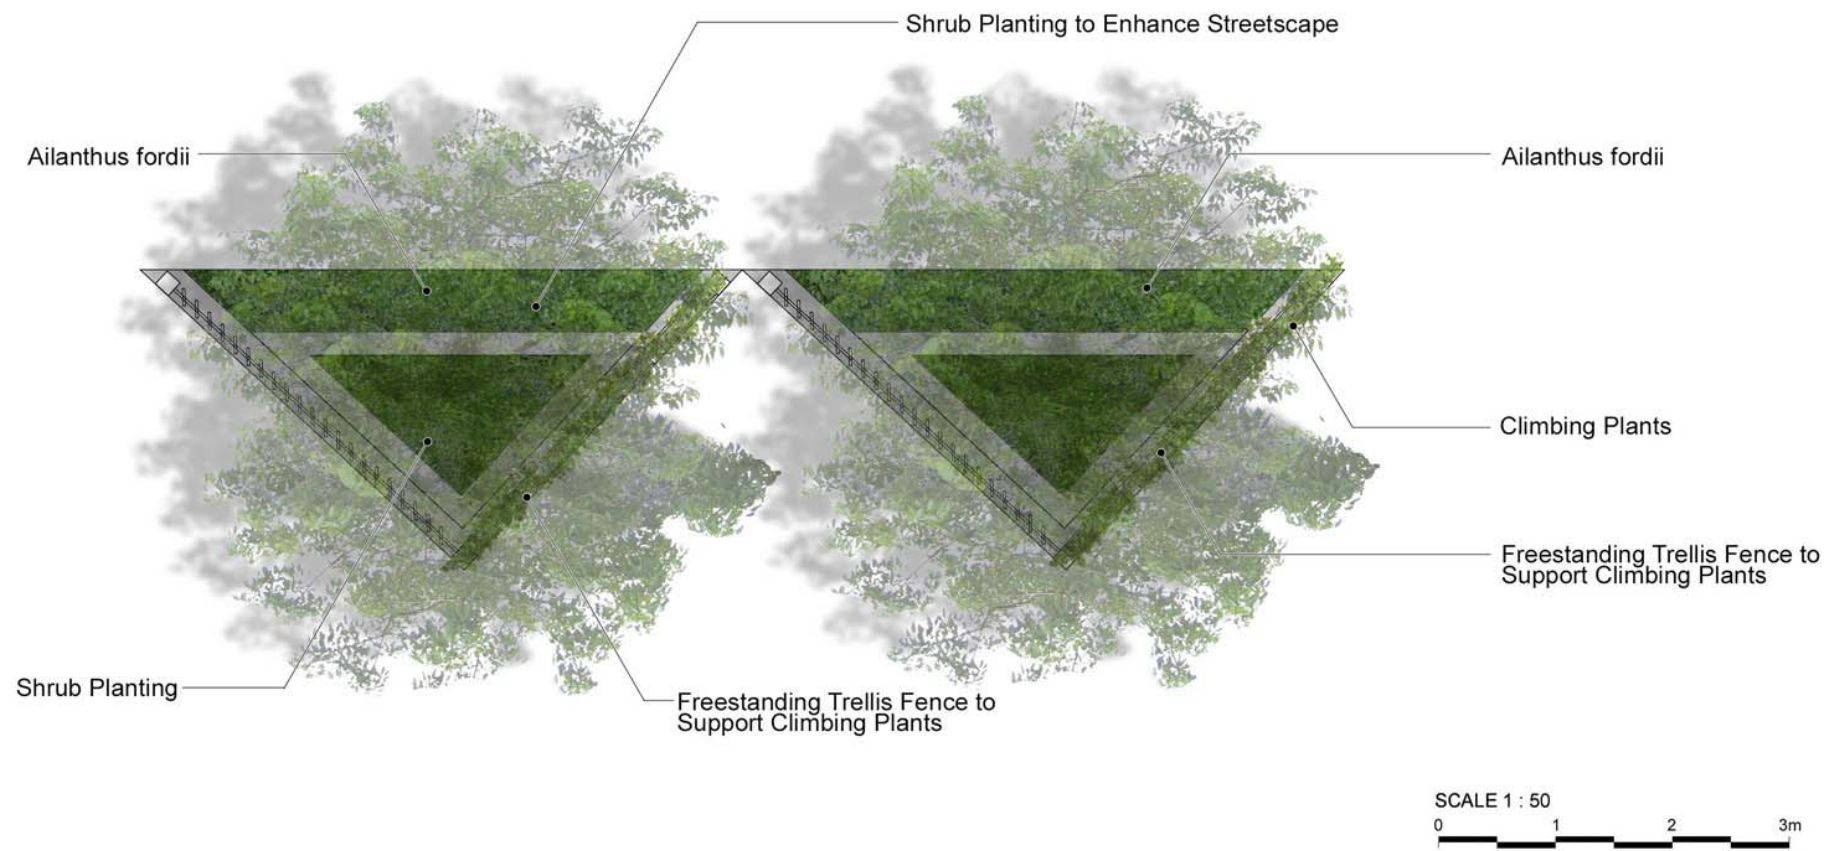 Shrub Planting to Enhance Streetscape
Ailanthus fordii
Ailanthus fordii
Climbing Plants
Freestanding Trellis Fence to
Support Climbing Plants
Shrub Planting
Freestanding Trellis Fence to
Support Climbing Plants
SCALE 1 : 50
0 1 2 3m